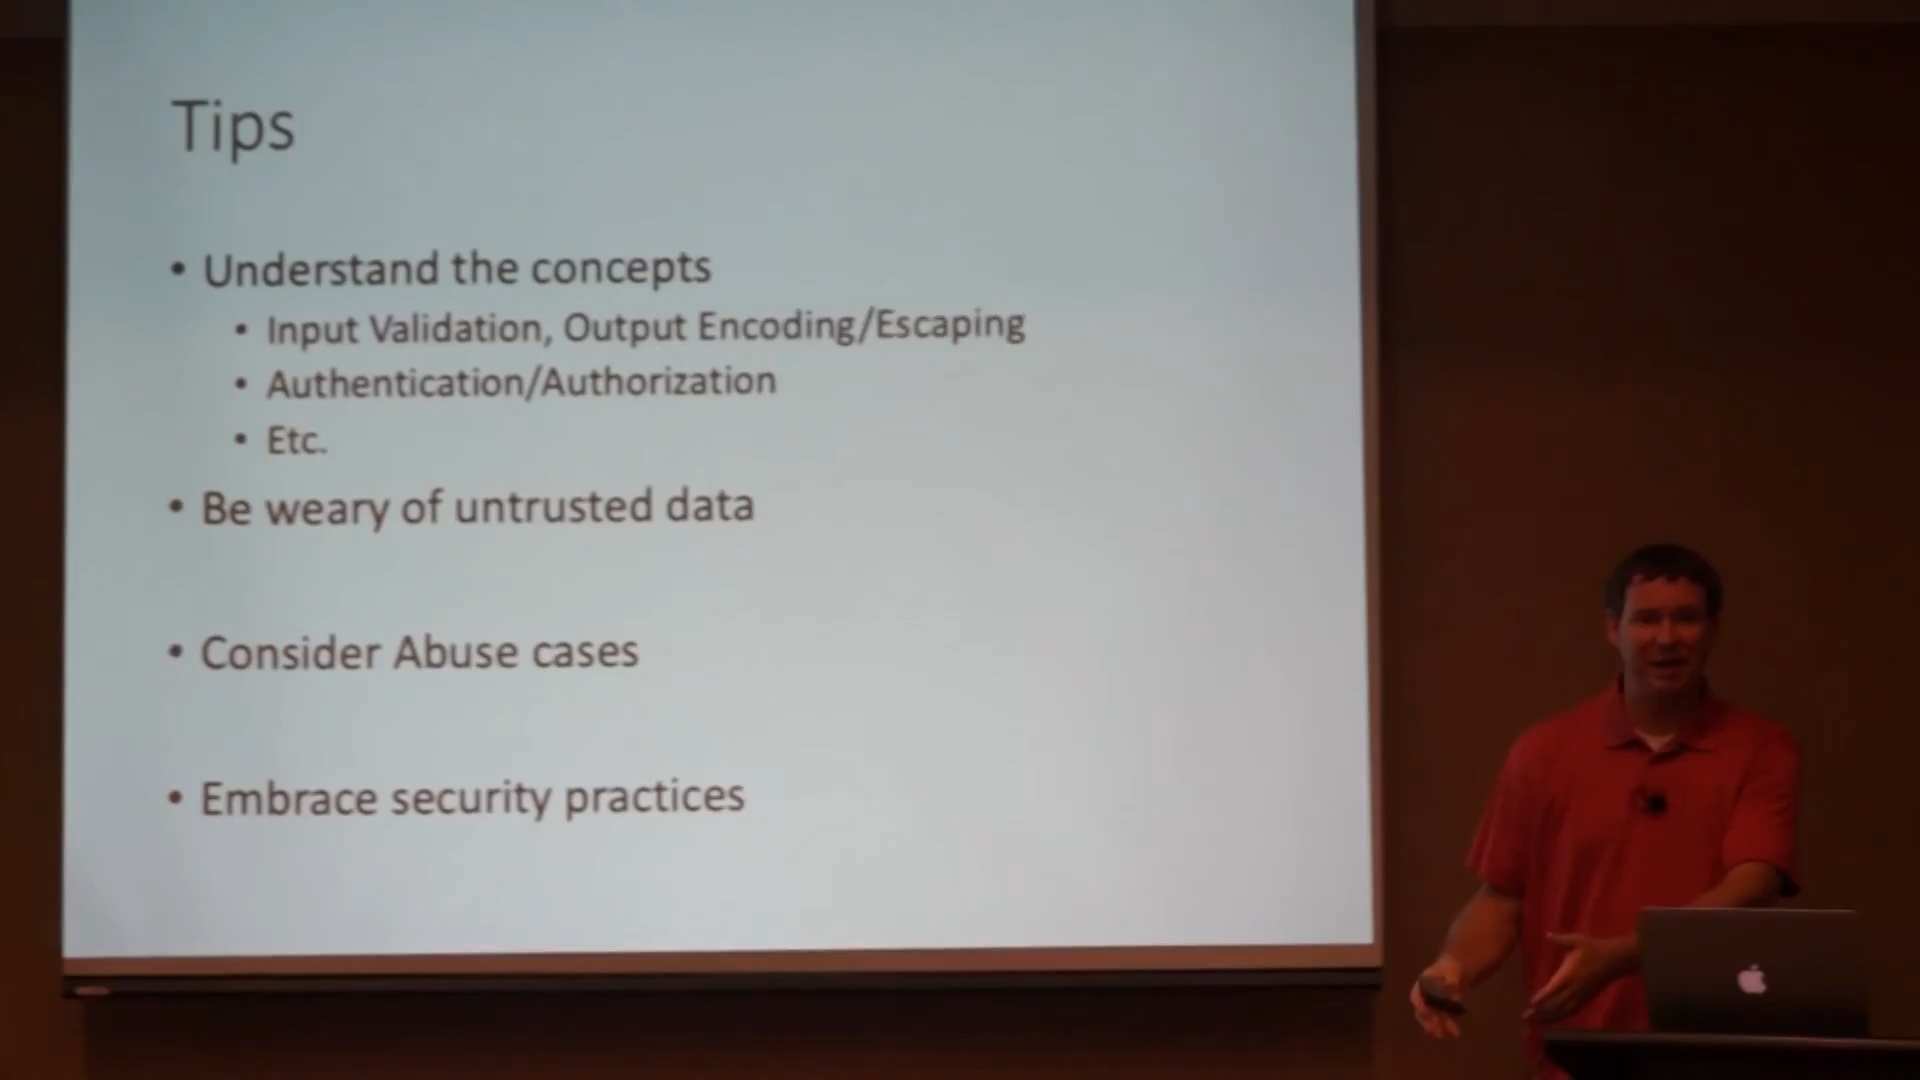 Tips
• Understand the concepts
• Input Validation, Output Encoding/Escaping
• Authentication/Authorization
• Etc.
• Be weary of untrusted data
• Consider Abuse cases
• Embrace security practices